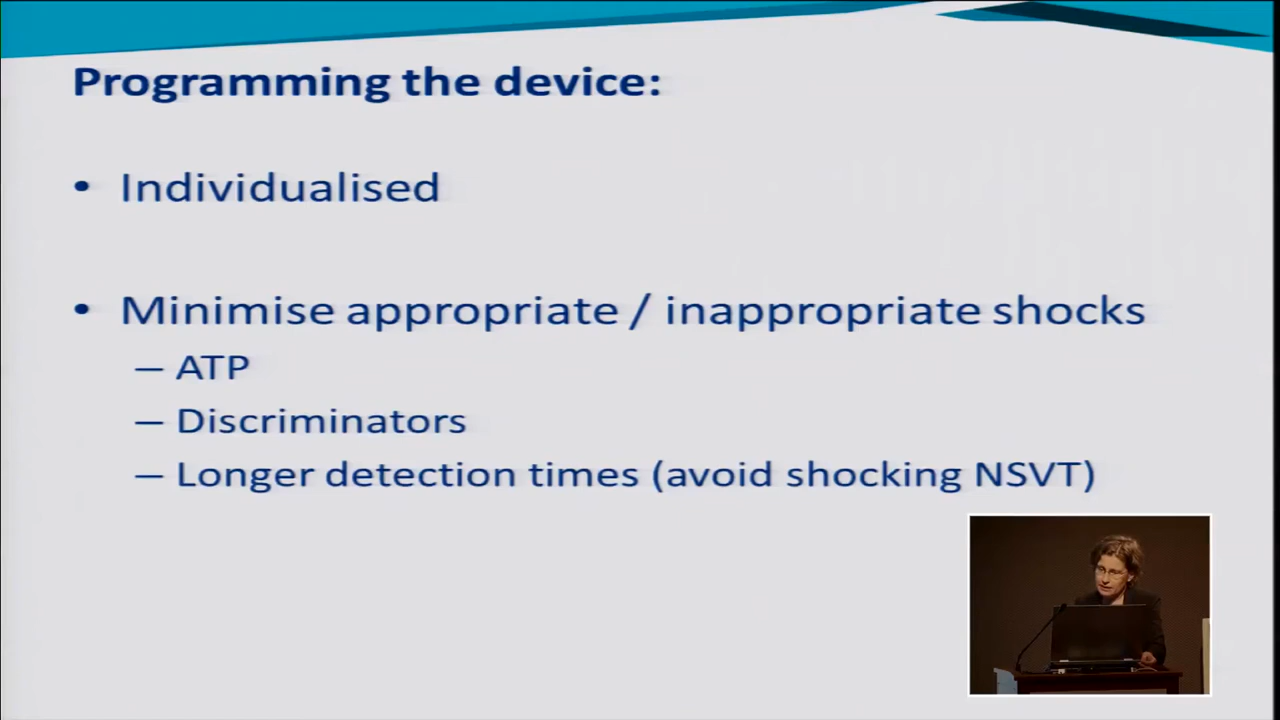 Programming the device:
• Individualised
• Minimise appropriate / inappropriate shocks
– ATP
– Discriminators
– Longer detection times (avoid shocking NSVT)